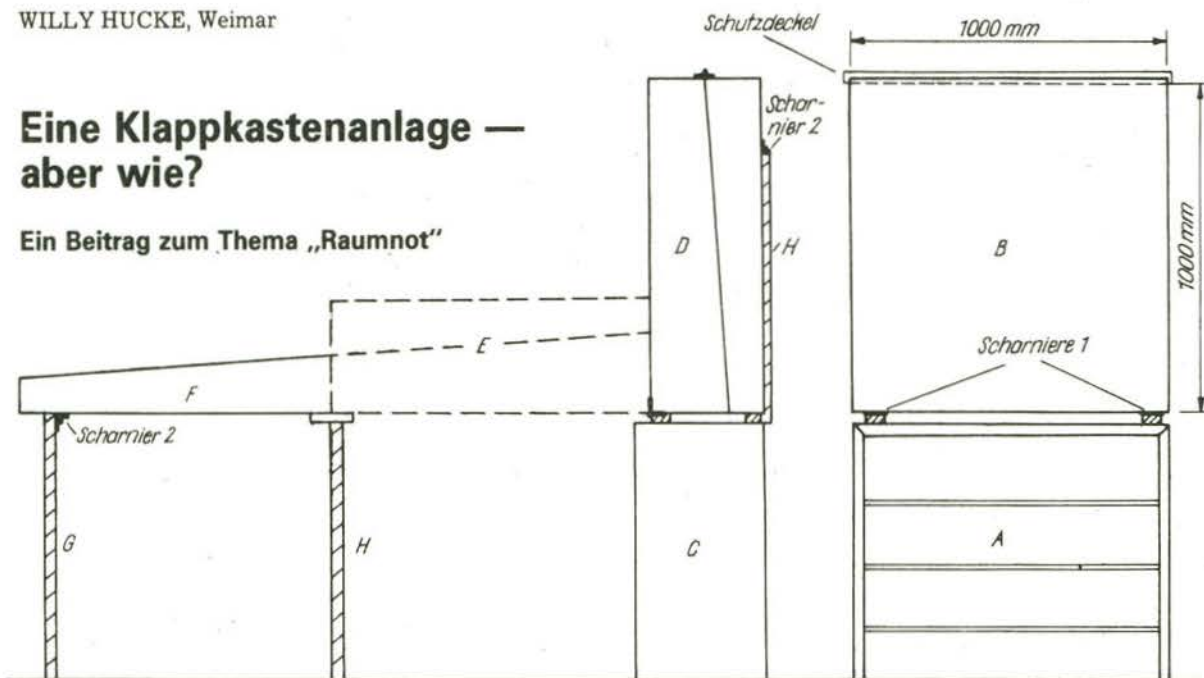 WILLY HUCKE, Weimar
Eine Klappkastenanlage —
aber wie?
Ein Beitrag zum Thema „Raumnot“
Schutzdeckel
1000 mm
Schar-
nier 2
D
H
B
1000 mm
E
F
Scharniere 1
Scharnier 2
G
H
C
A